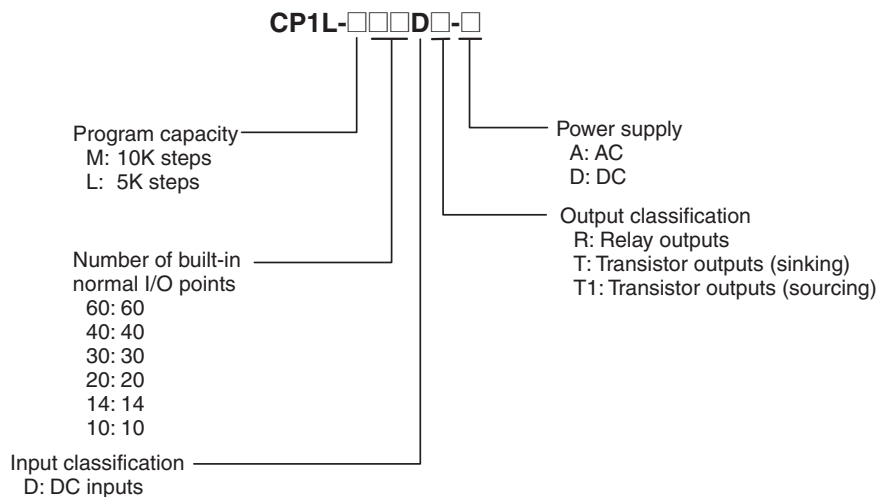 CP1L-□□□D□-□
Program capacity
M: 10K steps
L: 5K steps
Number of built-in
normal I/O points
60: 60
40: 40
30: 30
20: 20
14: 14
10: 10
Input classification
D: DC inputs
Power supply
A: AC
D: DC
Output classification
R: Relay outputs
T: Transistor outputs (sinking)
T1: Transistor outputs (sourcing)